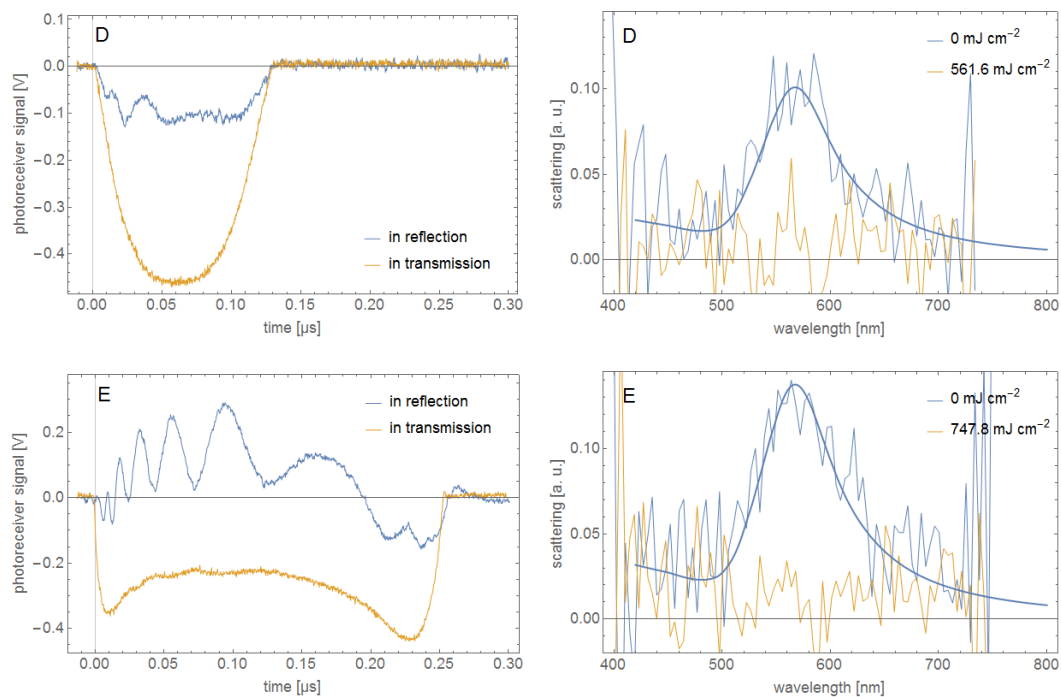 D
photoreceiver signal [V]
0.1
0.0
−0.1
−0.2
−0.3
−0.4
in reflection
in transmission
0.00 0.05 0.10 0.15 0.20 0.25 0.30
time [µs]
D
scattering [a. u.]
0.10
0.05
0.00
0 mJ cm⁻²
561.6 mJ cm⁻²
400 500 600 700 800
wavelength [nm]
E
photoreceiver signal [V]
0.2
0.0
−0.2
−0.4
in reflection
in transmission
0.00 0.05 0.10 0.15 0.20 0.25 0.30
time [µs]
E
scattering [a. u.]
0.10
0.05
0.00
0 mJ cm⁻²
747.8 mJ cm⁻²
400 500 600 700 800
wavelength [nm]